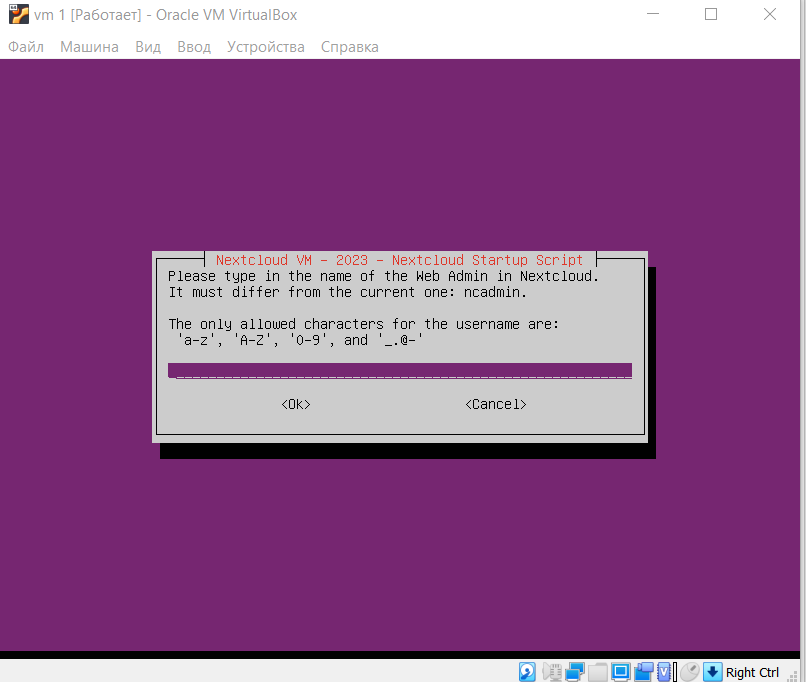 vm 1 [Работает] - Oracle VM VirtualBox
Файл Машина Вид Ввод Устройства Справка
Nextcloud VM - 2023 - Nextcloud Startup Script
Please type in the name of the Web Admin in Nextcloud.
It must differ from the current one: ncadmin.
The only allowed characters for the username are:
'a-z', 'A-Z', '0-9', and '_.@-'
<Ok> <Cancel>
Right Ctrl